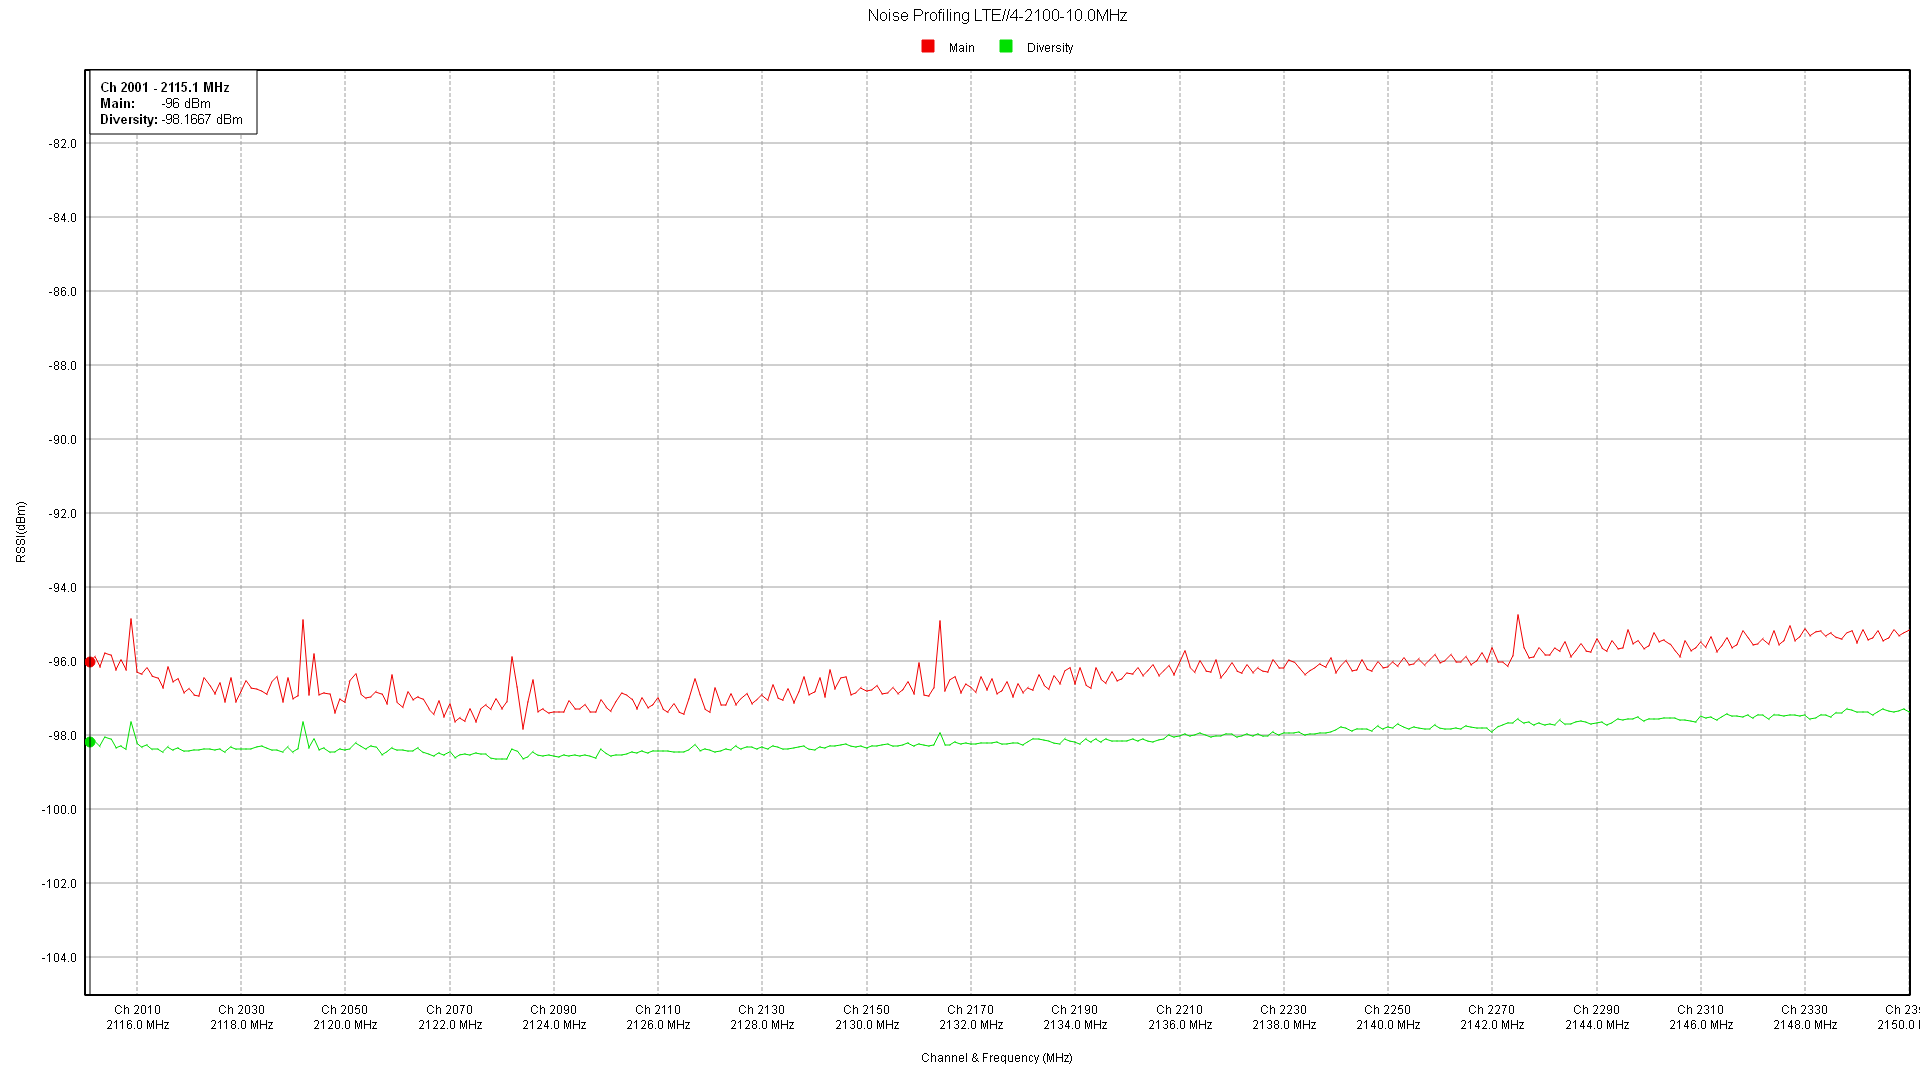 Noise Profiling LTE//4-2100-10.0MHz
Main Diversity
Ch 2001 - 2115.1 MHz
Main: -96 dBm
Diversity: -98.1667 dBm
-82.0
-84.0
-86.0
-88.0
-90.0
-92.0
-94.0
-96.0
-98.0
-100.0
-102.0
-104.0
RSSI(dBm)
Ch 2010 Ch 2030 Ch 2050 Ch 2070 Ch 2090 Ch 2110 Ch 2130 Ch 2150 Ch 2170 Ch 2190 Ch 2210 Ch 2230 Ch 2250 Ch 2270 Ch 2290 Ch 2310 Ch 2330 Ch 23
2116.0 MHz 2118.0 MHz 2120.0 MHz 2122.0 MHz 2124.0 MHz 2126.0 MHz 2128.0 MHz 2130.0 MHz 2132.0 MHz 2134.0 MHz 2136.0 MHz 2138.0 MHz 2140.0 MHz 2142.0 MHz 2144.0 MHz 2146.0 MHz 2148.0 MHz 2150.0
Channel & Frequency (MHz)